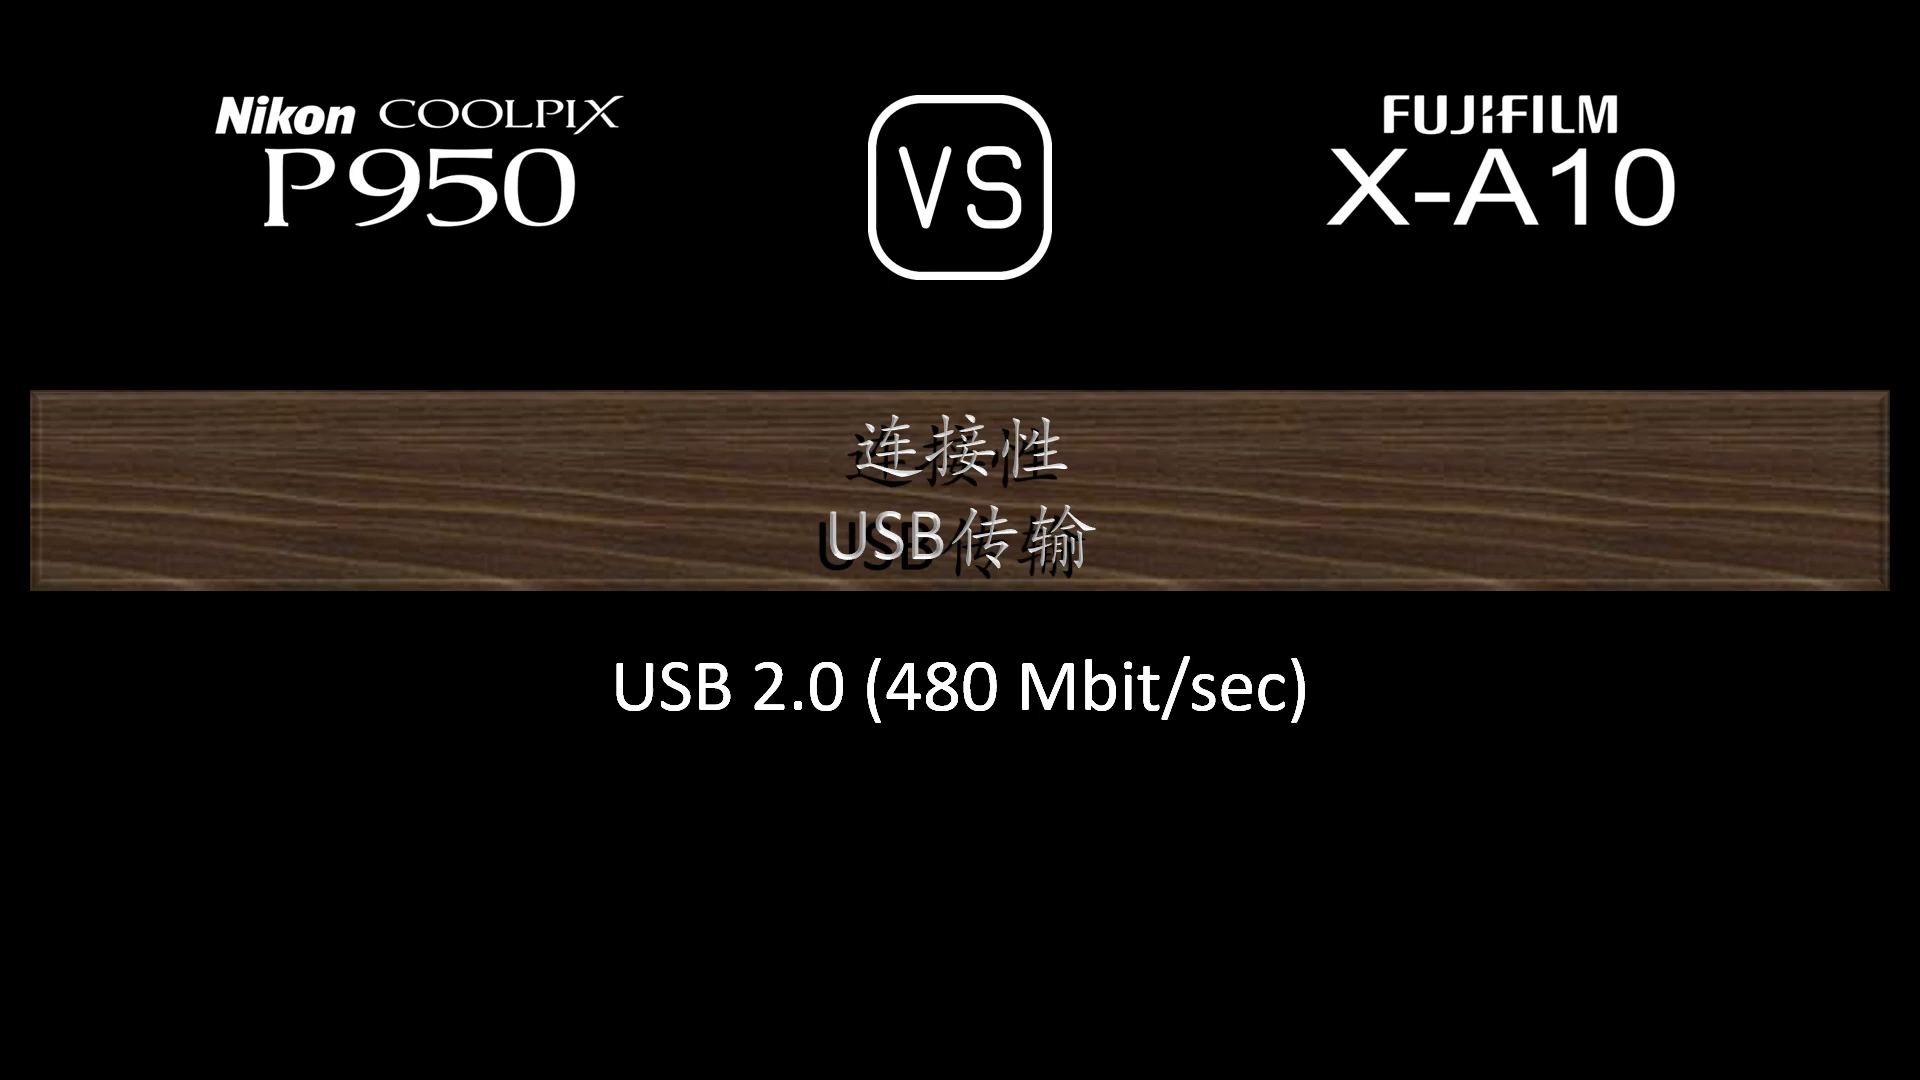 Nikon COOLPIX
P950
VS
FUJIFILM
X-A10
连接性
USB传输
USB 2.0 (480 Mbit/sec)